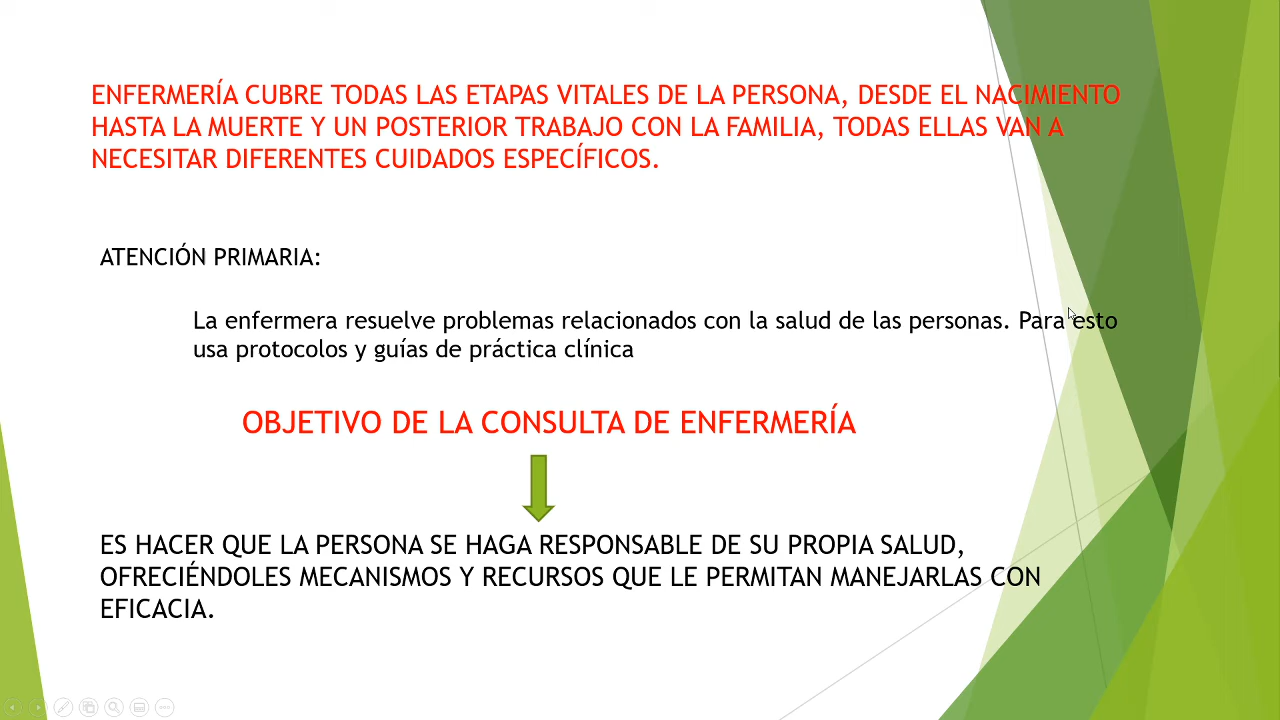 ENFERMERÍA CUBRE TODAS LAS ETAPAS VITALES DE LA PERSONA, DESDE EL NACIMIENTO
HASTA LA MUERTE Y UN POSTERIOR TRABAJO CON LA FAMILIA, TODAS ELLAS VAN A
NECESITAR DIFERENTES CUIDADOS ESPECÍFICOS.
ATENCIÓN PRIMARIA:
La enfermera resuelve problemas relacionados con la salud de las personas. Para esto
usa protocolos y guías de práctica clínica
OBJETIVO DE LA CONSULTA DE ENFERMERÍA
ES HACER QUE LA PERSONA SE HAGA RESPONSABLE DE SU PROPIA SALUD,
OFRECIÉNDOLES MECANISMOS Y RECURSOS QUE LE PERMITAN MANEJARLAS CON
EFICACIA.